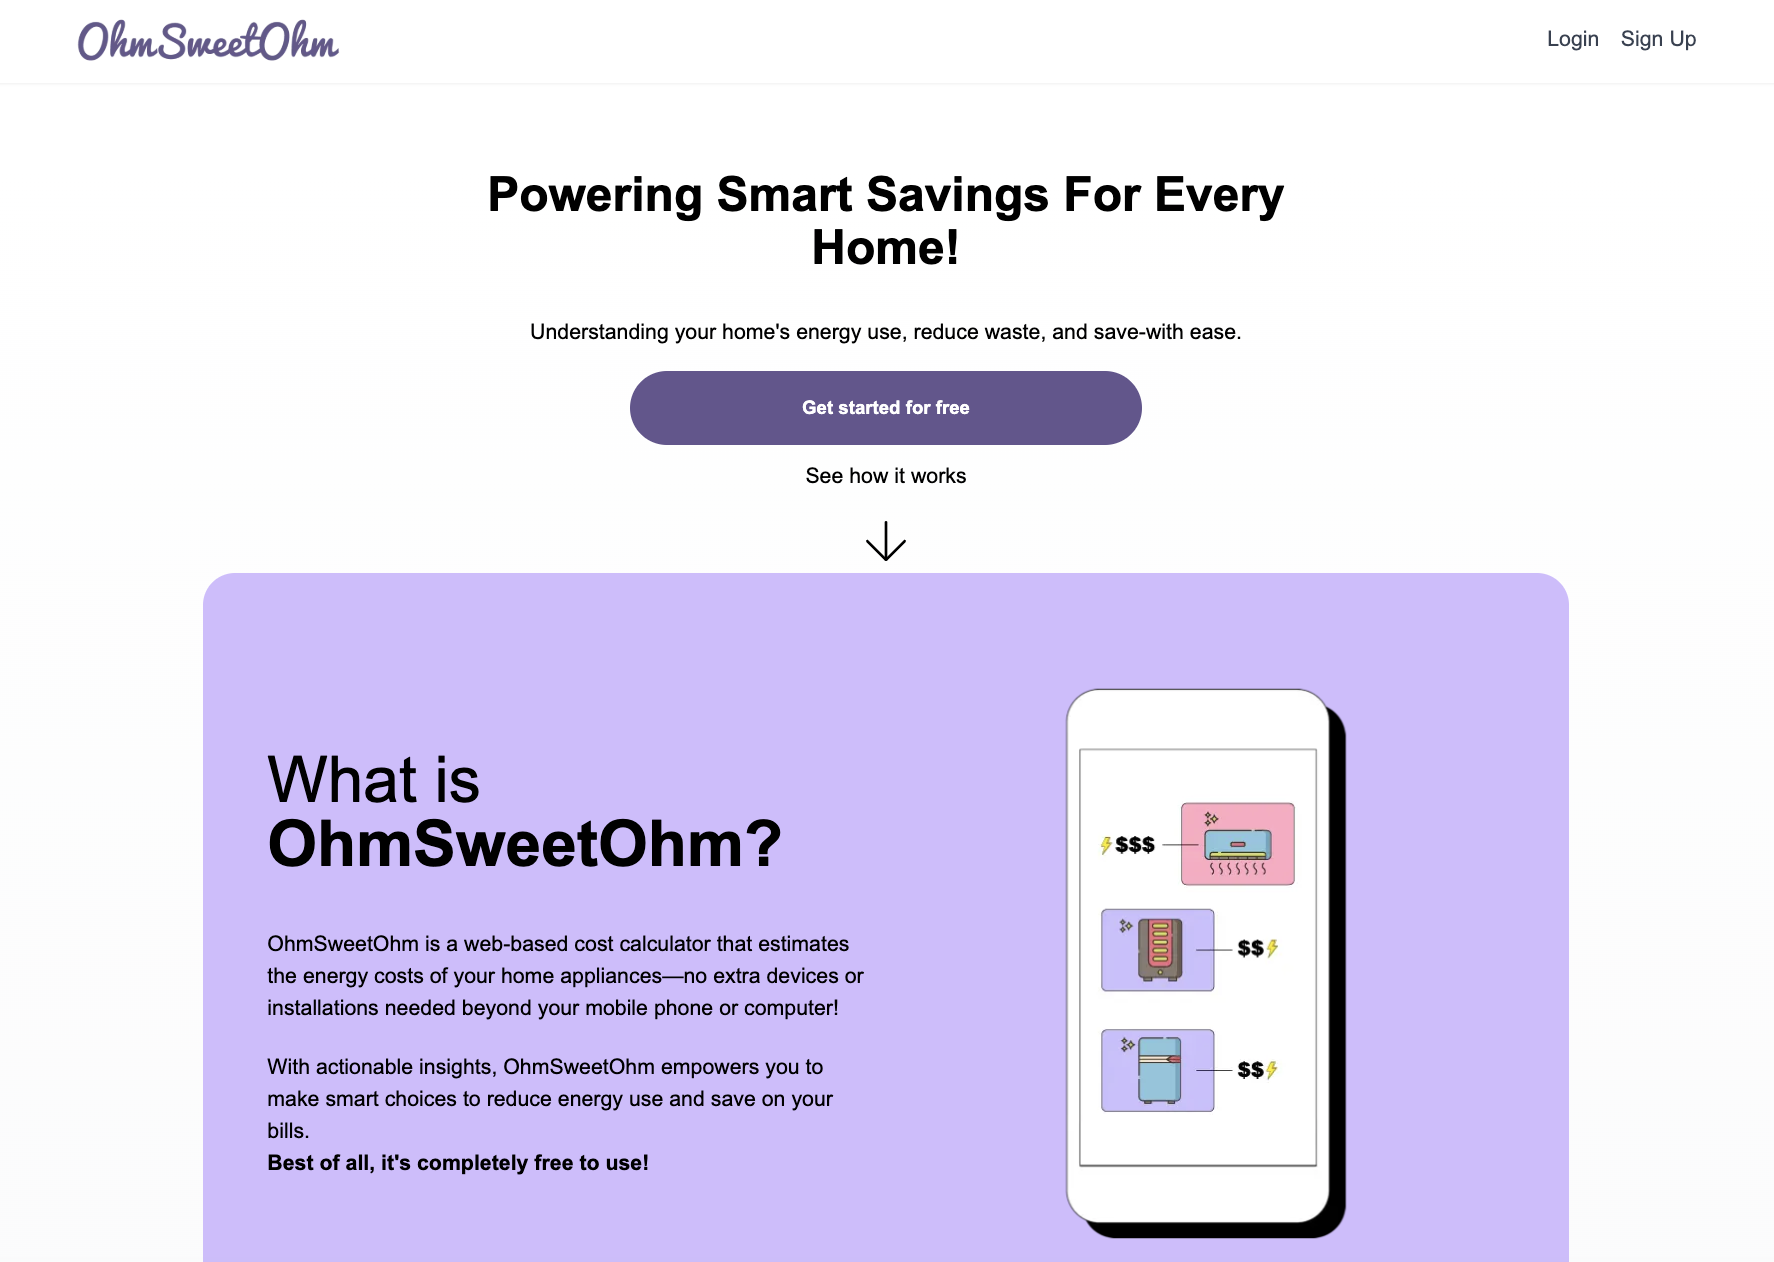 OhmSweetOhm
Login
Sign Up
Powering Smart Savings For Every
Home!
Understanding your home's energy use, reduce waste, and save-with ease.
Get started for free
See how it works
What is
OhmSweetOhm?
OhmSweetOhm is a web-based cost calculator that estimates
the energy costs of your home appliances—no extra devices or
installations needed beyond your mobile phone or computer!
With actionable insights, OhmSweetOhm empowers you to
make smart choices to reduce energy use and save on your
bills.
Best of all, it's completely free to use!
$$$
$$
$$